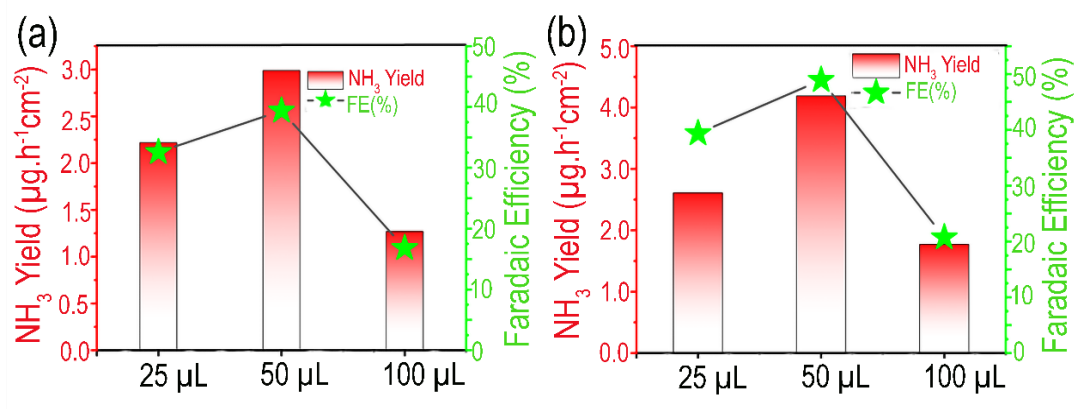 (a)
NH₃ Yield (µg.h⁻¹cm⁻²)
3.0
2.5
2.0
1.5
1.0
0.5
0.0
NH₃ Yield
FE(%)
50
40
30
20
10
0
Faradaic Efficiency (%)
25 µL 50 µL 100 µL
(b)
NH₃ Yield (µg.h⁻¹cm⁻²)
5.0
4.0
3.0
2.0
1.0
0.0
NH₃ Yield
FE(%)
50
40
30
20
10
0
Faradaic Efficiency (%)
25 µL 50 µL 100 µL